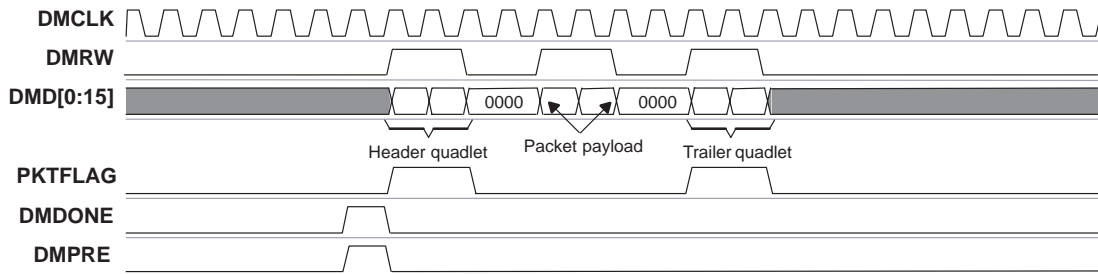 DMCLK
DMRW
DMD[0:15]
0000
0000
Header quadlet
Packet payload
Trailer quadlet
PKTFLAG
DMDONE
DMPRE